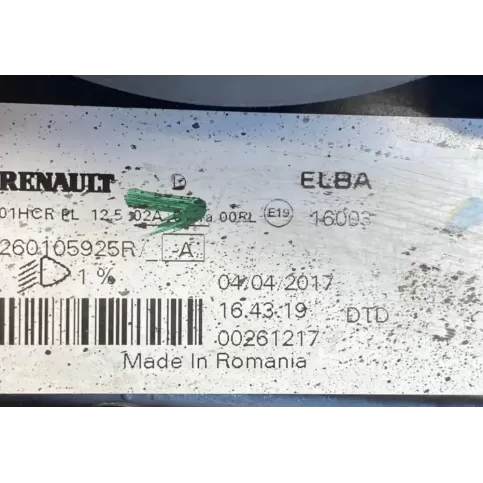 RENAULT D ELBA
01HCR PL 12.5 02A 00RL E19 16003
260105925R -A-
1 % 04.04.2017
16.43.19 DTD
00261217
Made In Romania